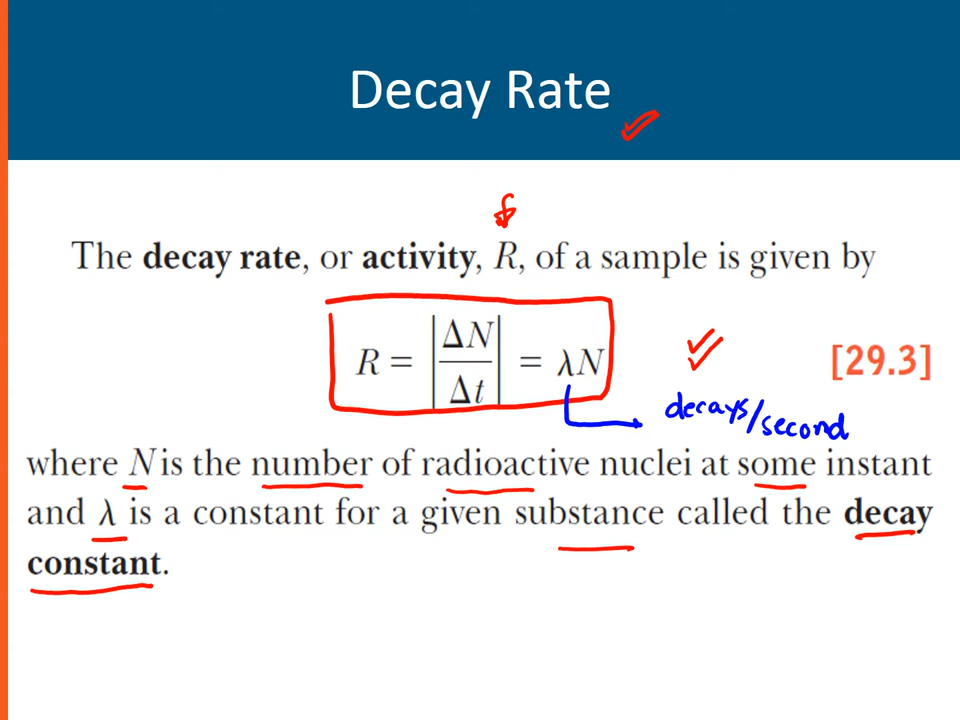 Decay Rate
The decay rate, or activity, R, of a sample is given by
R = |ΔN/Δt| = λN [29.3]
decays/second
where N is the number of radioactive nuclei at some instant
and λ is a constant for a given substance called the decay
constant.